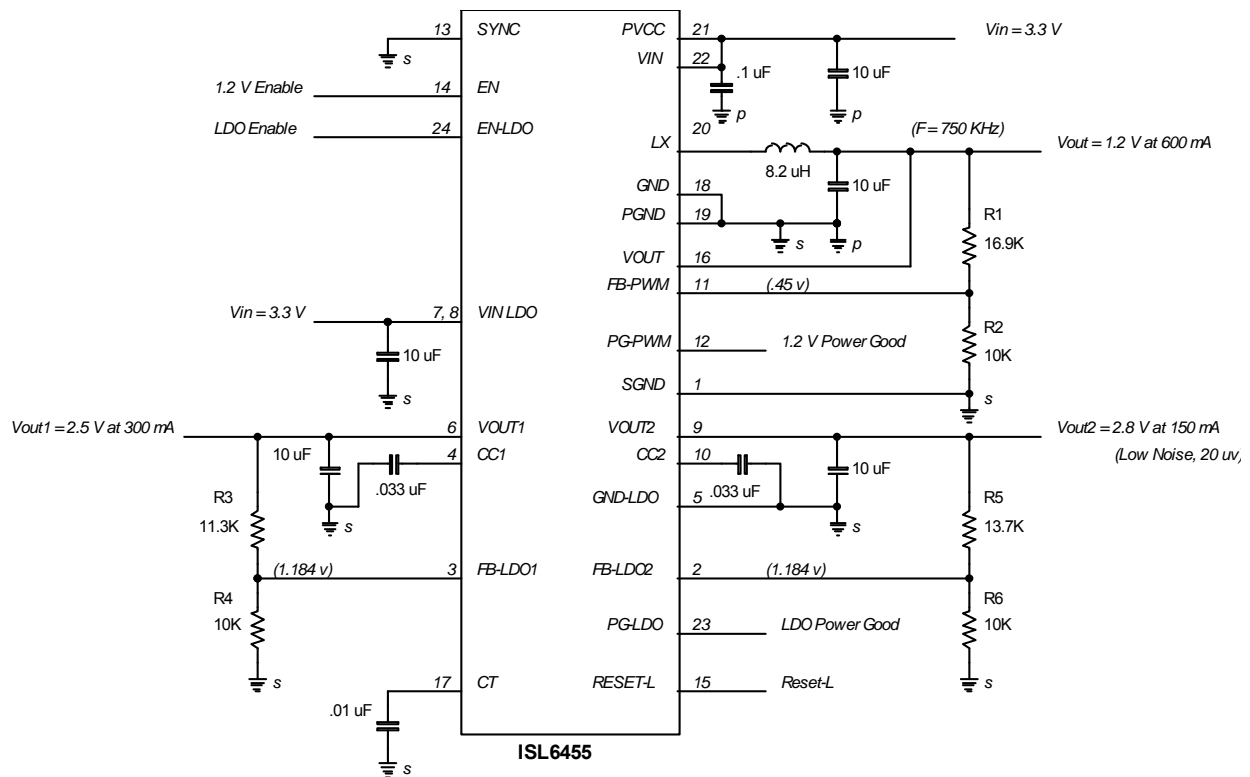 13 SYNC PVCC 21 Vin = 3.3 V
s
VIN 22
.1 uF 10 uF
1.2 V Enable 14 EN
p p
LDO Enable 24 EN-LDO
20 (F = 750 KHz)
LX Vout = 1.2 V at 600 mA
8.2 uH
GND 18 10 uF
PGND 19 R1
s p 16.9K
VOUT 16
FB-PWM 11 (.45 v)
Vin = 3.3 V 7, 8 VIN LDO
R2
PG-PWM 12 1.2 V Power Good 10K
10 uF
SGND 1
s s
Vout1 = 2.5 V at 300 mA 6 VOUT1 VOUT2 9 Vout2 = 2.8 V at 150 mA
10 uF 4 CC1 CC2 10 10 uF (Low Noise, 20 uv)
.033 uF .033 uF
R3 GND-LDO 5 R5
11.3K s s 13.7K
(1.184 v) 3 FB-LDO1 FB-LDO2 2 (1.184 v)
R4 R6
10K PG-LDO 23 LDO Power Good 10K
s 17 CT RESET-L 15 Reset-L s
.01 uF
ISL6455
s